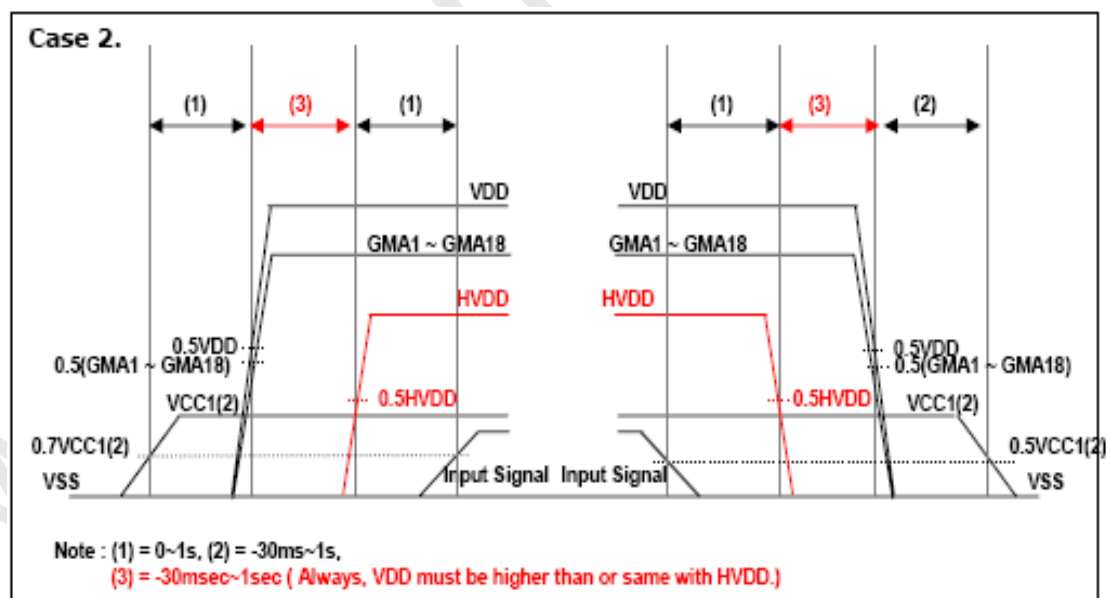 Case 2.
(1) (3) (1) (1) (3) (2)
VDD VDD
GMA1 ~ GMA18 GMA1 ~ GMA18
HVDD HVDD
0.5VDD 0.5VDD
0.5(GMA1 ~ GMA18) 0.5(GMA1 ~ GMA18)
VCC1(2) 0.5HVDD 0.5HVDD VCC1(2)
0.7VCC1(2) 0.5VCC1(2)
VSS Input Signal Input Signal VSS
Note : (1) = 0~1s, (2) = -30ms~1s,
(3) = -30msec~1sec ( Always, VDD must be higher than or same with HVDD.)